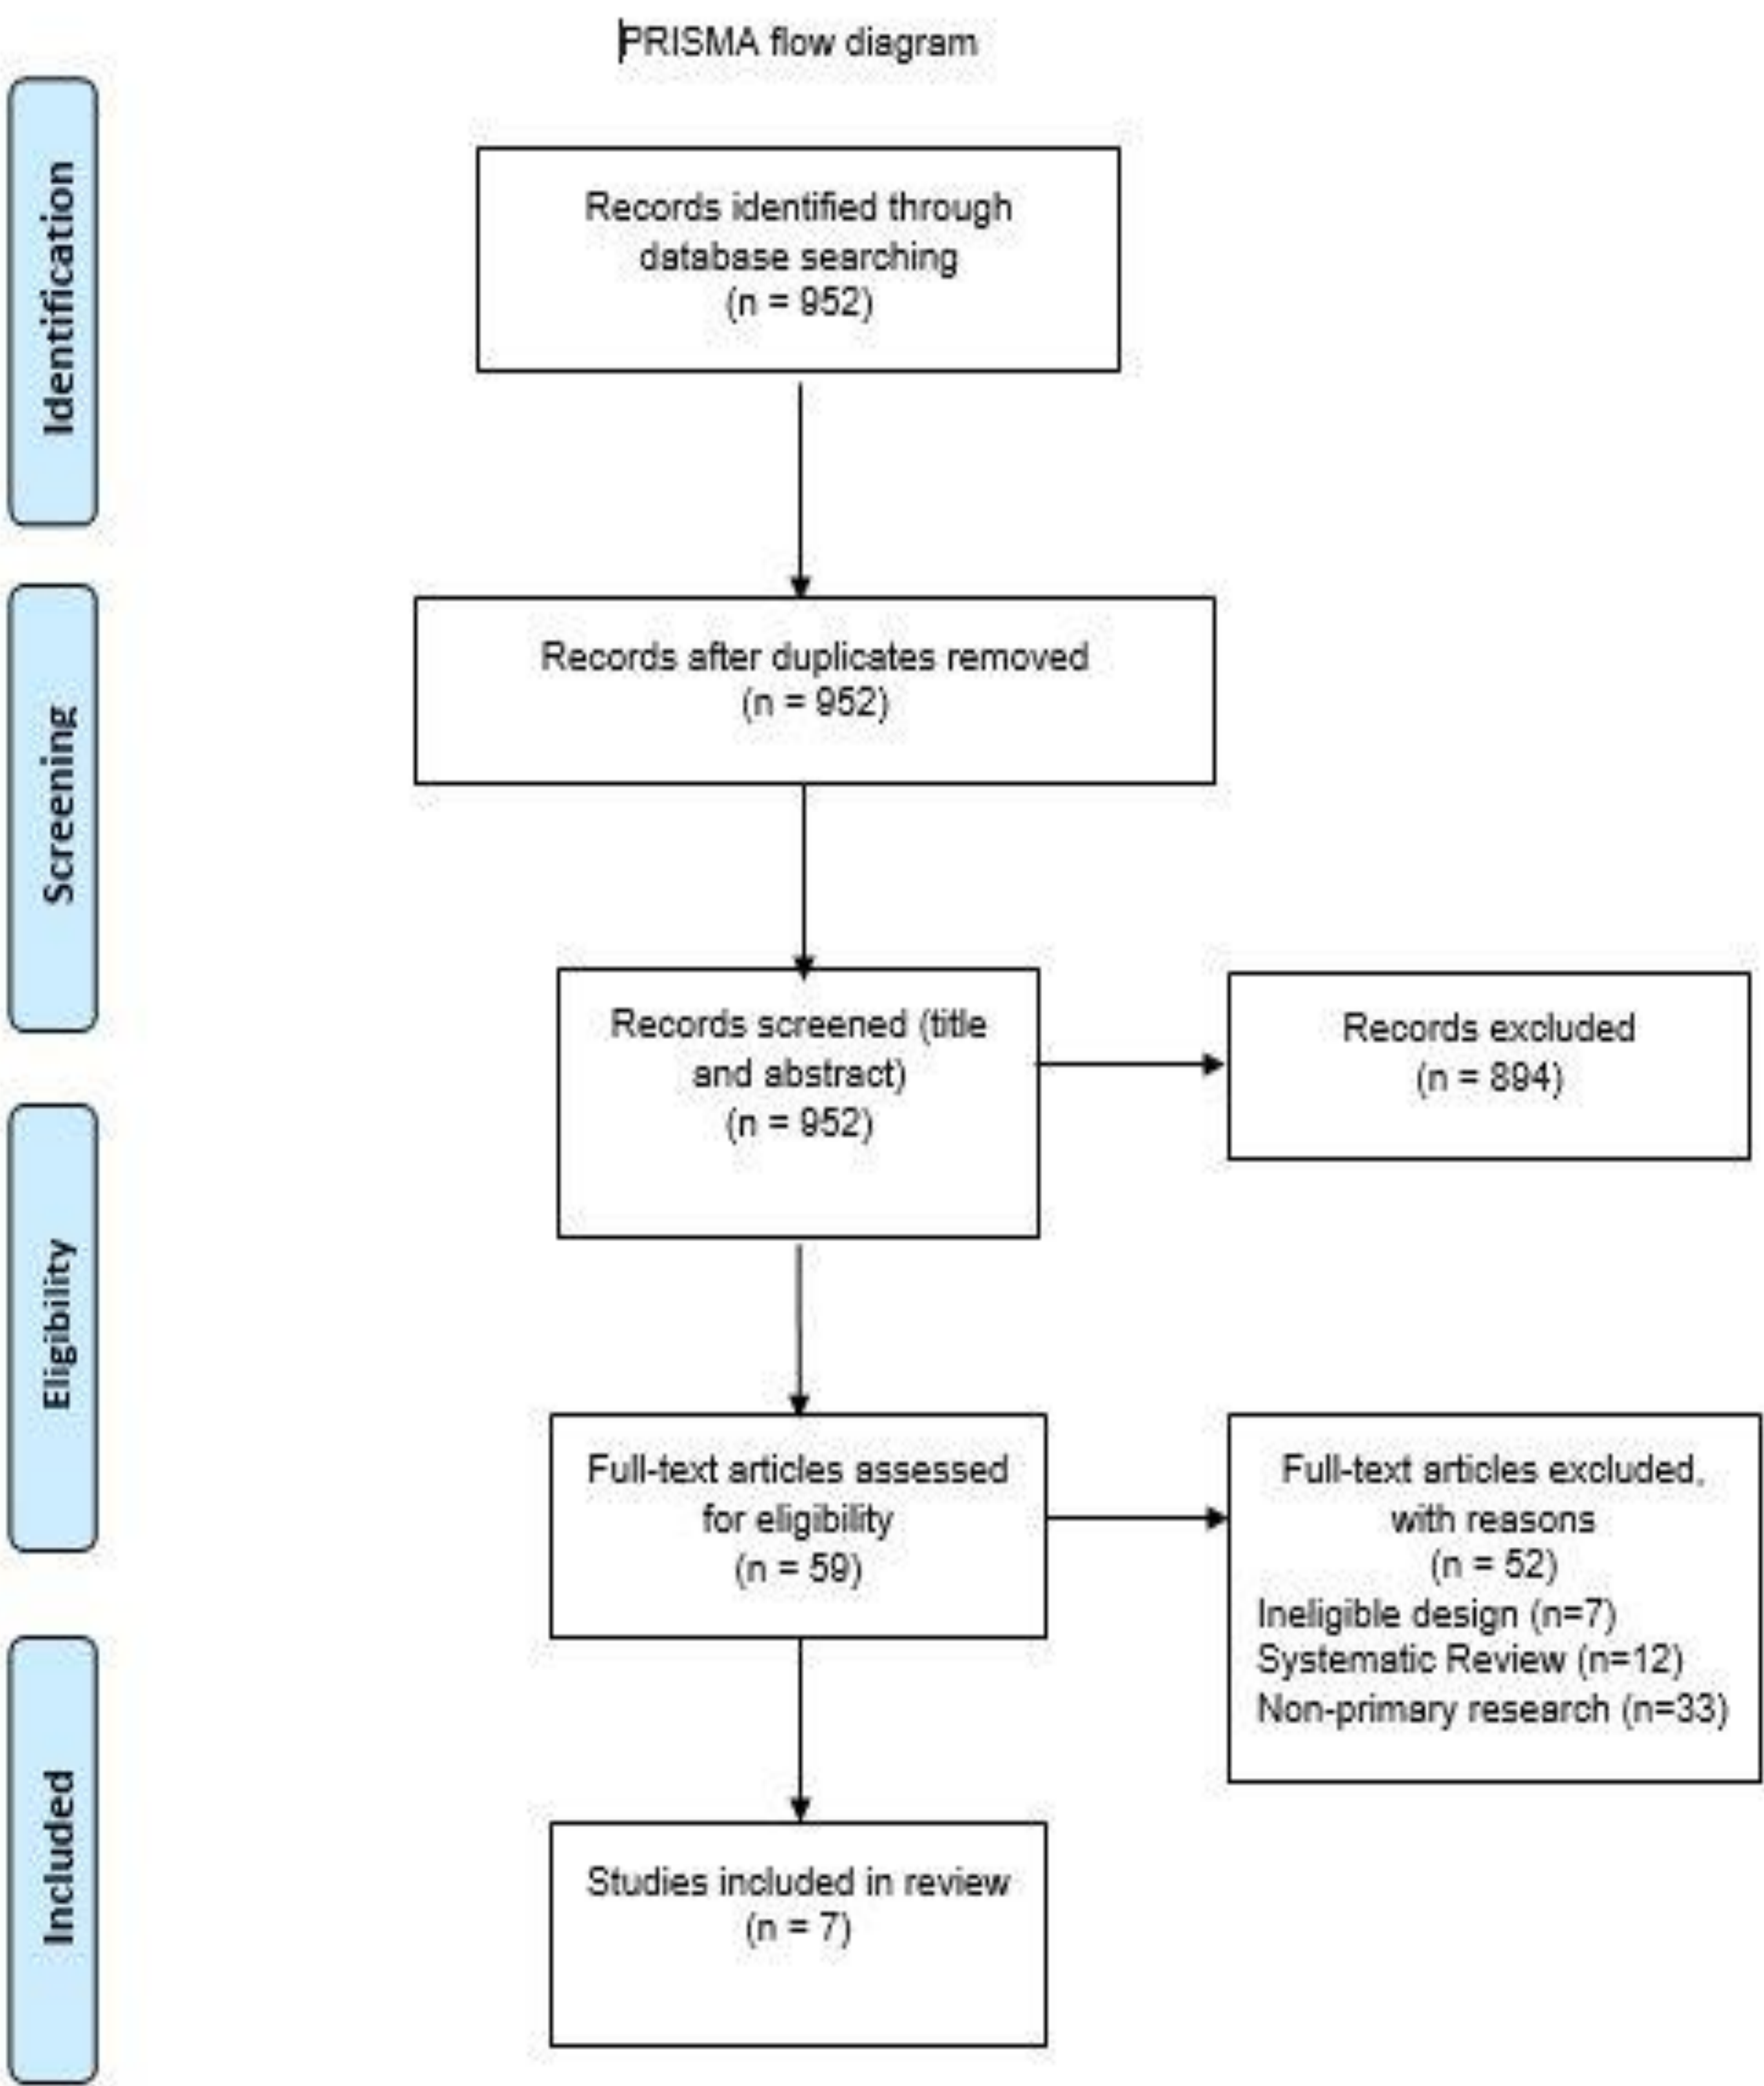 PRISMA flow diagram
Identification
Records identified through
database searching
(n = 952)
Screening
Records after duplicates removed
(n = 952)
Records screened (title
and abstract)
(n = 952)
Records excluded
(n = 894)
Eligibility
Full-text articles assessed
for eligibility
(n = 59)
Full-text articles excluded,
with reasons
(n = 52)
Ineligible design (n=7)
Systematic Review (n=12)
Non-primary research (n=33)
Included
Studies included in review
(n = 7)